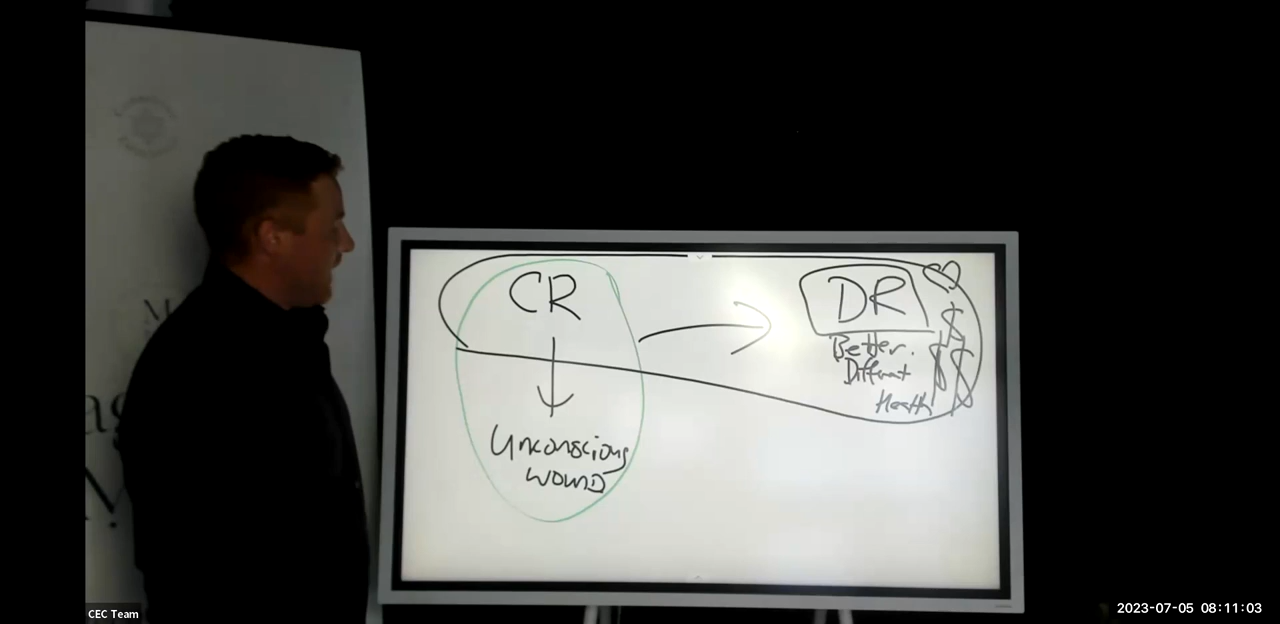 CR
DR
Better.
Different
Health
$
$
$
Unconscious
WOUND
CEC Team
2023-07-05 08:11:03